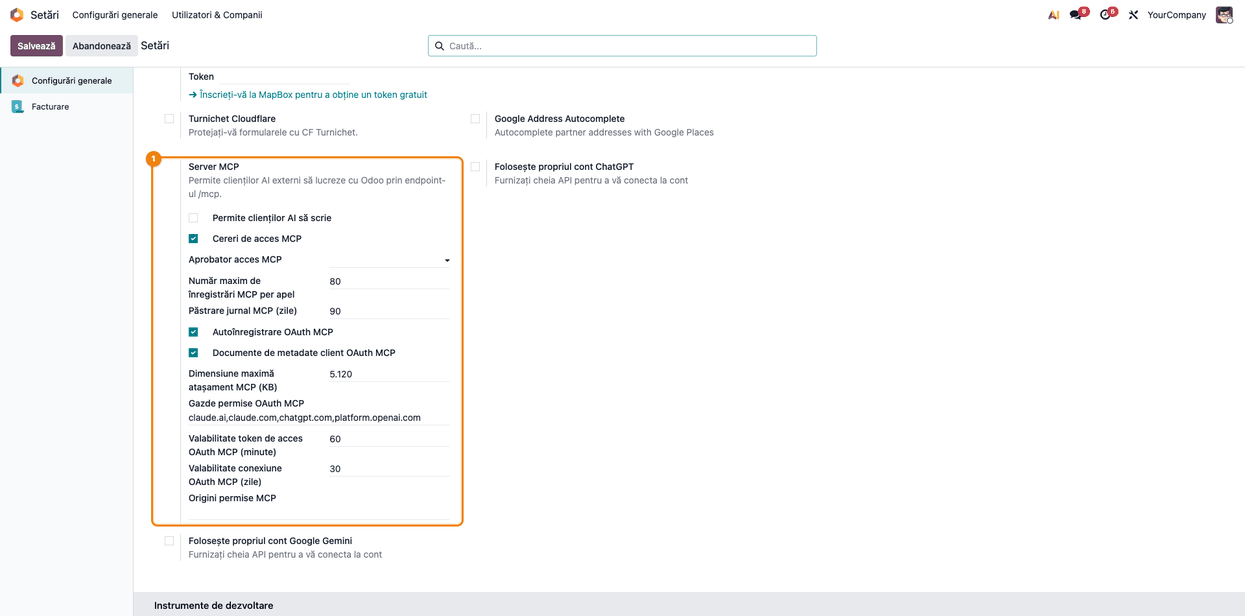 Setări
Configurări generale
Utilizatori & Companii
AI
8
6
YourCompany
Salvează
Abandonează
Setări
Caută...
Configurări generale
Facturare
Token
Înscrieți-vă la MapBox pentru a obține un token gratuit
Turnichet Cloudflare
Protejați-vă formularele cu CF Turnichet.
Google Address Autocomplete
Autocomplete partner addresses with Google Places
1
Server MCP
Permite clienților AI externi să lucreze cu Odoo prin endpoint-
ul /mcp.
Folosește propriul cont ChatGPT
Furnizați cheia API pentru a vă conecta la cont
Permite clienților AI să scrie
Cereri de acces MCP
Aprobator acces MCP
Număr maxim de
înregistrări MCP per apel
80
Păstrare jurnal MCP (zile)
90
Autoînregistrare OAuth MCP
Documente de metadate client OAuth MCP
Dimensiune maximă
atașament MCP (KB)
5.120
Gazde permise OAuth MCP
claude.ai,claude.com,chatgpt.com,platform.openai.com
Valabilitate token de acces
OAuth MCP (minute)
60
Valabilitate conexiune
OAuth MCP (zile)
30
Origini permise MCP
Folosește propriul cont Google Gemini
Furnizați cheia API pentru a vă conecta la cont
Instrumente de dezvoltare